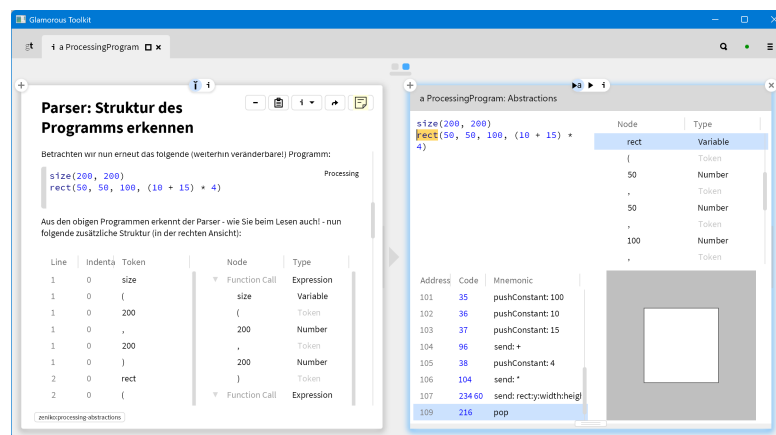 Glamorous Toolkit
gt
i a ProcessingProgram
i
Parser: Struktur des
Programms erkennen
i
Betrachten wir nun erneut das folgende (weiterhin veränderbare!) Programm:
size(200, 200)
rect(50, 50, 100, (10 + 15) * 4)
Processing
Aus den obigen Programmen erkennt der Parser - wie Sie beim Lesen auch! - nun
folgende zusätzliche Struktur (in der rechten Ansicht):
Line Indenta Token
1 0 size
1 0 (
1 0 200
1 0 ,
1 0 200
1 0 )
2 0 rect
2 0 (
Node Type
Function Call Expression
size Variable
( Token
200 Number
, Token
200 Number
) Token
Function Call Expression
zeniko:processing-abstractions
a i
a ProcessingProgram: Abstractions
size(200, 200)
rect(50, 50, 100, (10 + 15) *
4)
Node Type
rect Variable
( Token
50 Number
, Token
50 Number
, Token
100 Number
, Token
Address Code Mnemonic
101 35 pushConstant: 100
102 36 pushConstant: 10
103 37 pushConstant: 15
104 96 send: +
105 38 pushConstant: 4
106 104 send: *
107 234 60 send: rect:y:width:heigl
109 216 pop